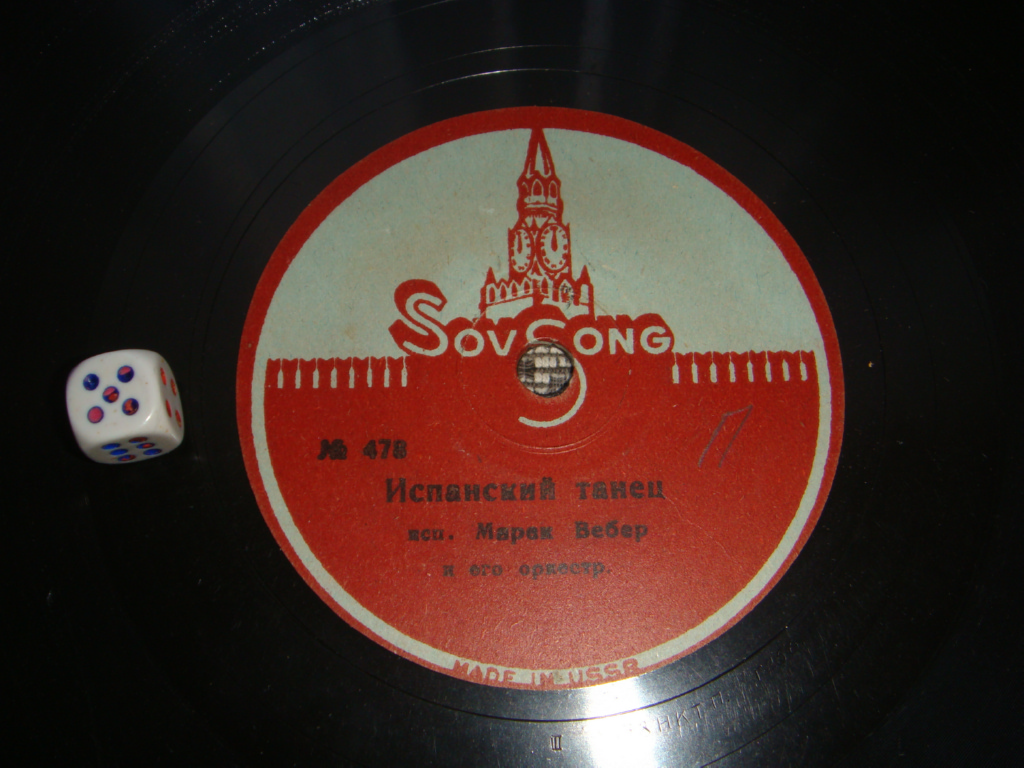 SOVSONG
№ 478
Испанский танец
исп. Марек Вебер
и его оркестр.
MADE IN USSR